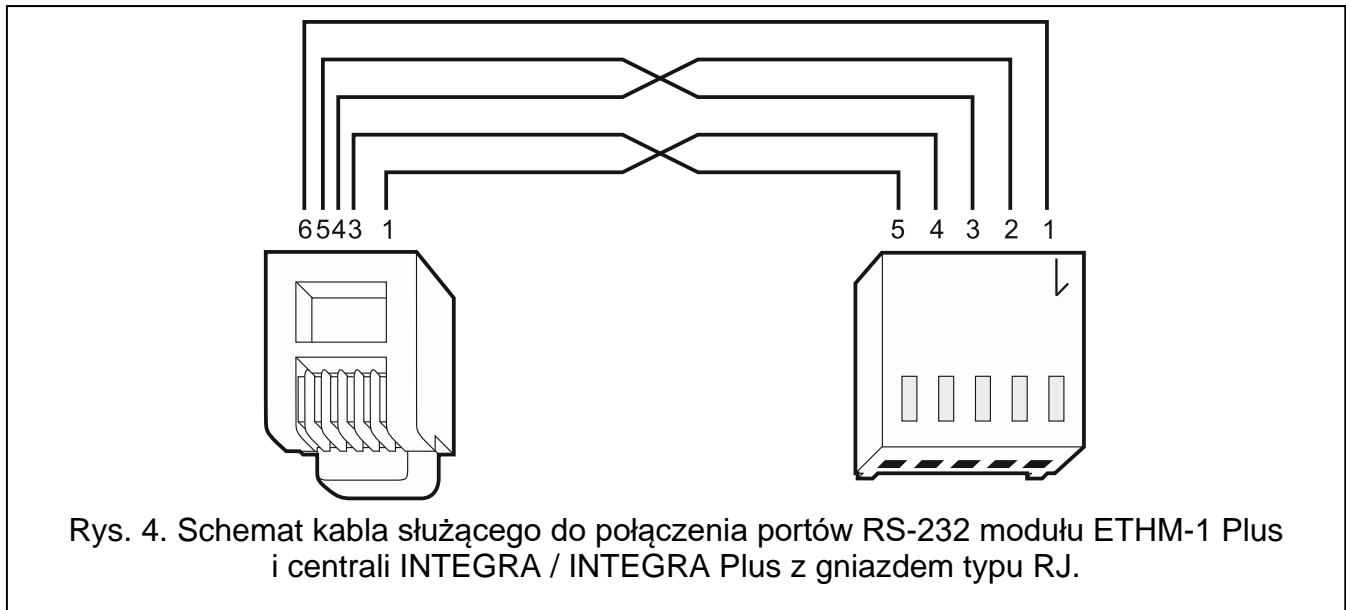 6543 1 5 4 3 2 1
Rys. 4. Schemat kabla służącego do połączenia portów RS-232 modułu ETHM-1 Plus
i centrali INTEGRA / INTEGRA Plus z gniazdem typu RJ.